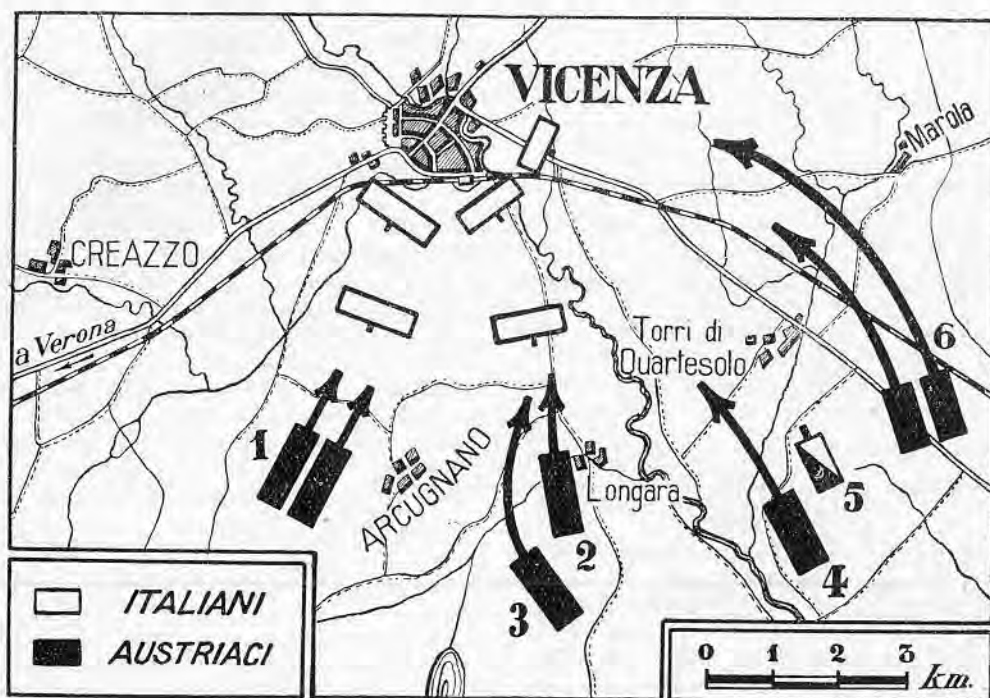 VICENZA
Marola
CREAZZO
a Verona
Torri di
Quartesolo
6
1
ARCUGNANO
Longara
5
2
4
3
ITALIANI
AUSTRIACI
0 1 2 3
km.